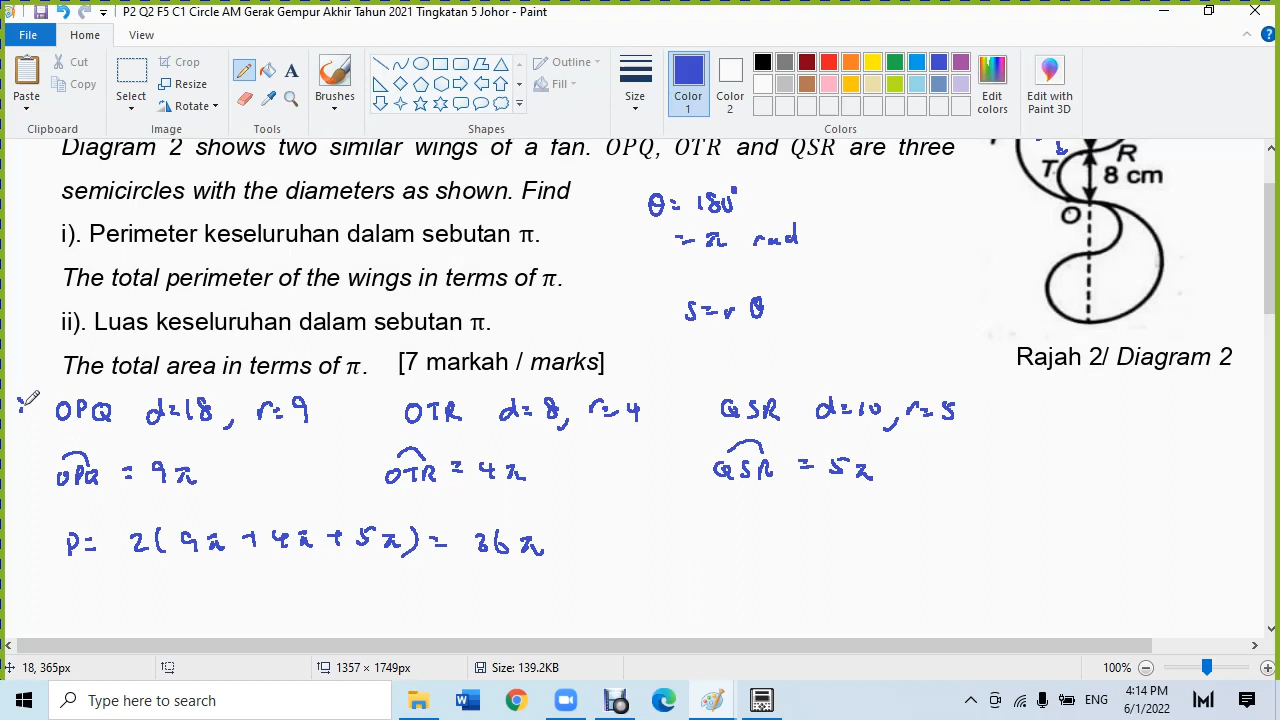 P2 Q2 F5 C1 Circle AM Gerak Gempur Akhir Tahun 2021 Tingkatan 5 Johor - Paint
File Home View
Paste Cut Copy Select Crop Resize Rotate Brushes Outline Fill Size Color 1 Color 2 Edit colors Edit with Paint 3D
Clipboard Image Tools Shapes Colors
Diagram 2 shows two similar wings of a fan. OPQ, OTR and QSR are three
semicircles with the diameters as shown. Find
i). Perimeter keseluruhan dalam sebutan π.
The total perimeter of the wings in terms of π.
ii). Luas keseluruhan dalam sebutan π.
The total area in terms of π. [7 markah / marks]
θ = 180°
= π rad
s = r θ
T R
8 cm
O
Rajah 2/ Diagram 2
OPQ d=18, r=9 OTR d=8, r=4 QSR d=10, r=5
OPQ = 9π OTR = 4π QSR = 5π
P = 2(9π + 4π + 5π) = 36π
18, 365px 1357 × 1749px Size: 139.2KB 100%
Type here to search ENG 4:14 PM
6/1/2022